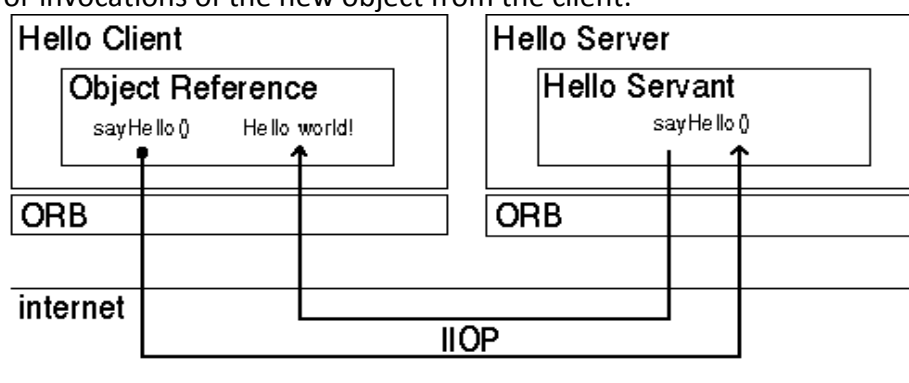 or invocations of the new object from the client.
Hello Client
Hello Server
Object Reference
Hello Servant
sayHello()
Hello world!
sayHello()
ORB
ORB
internet
IIOP